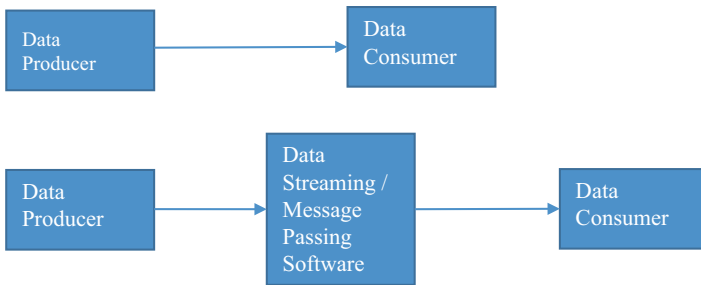 Data
Producer
Data
Consumer
Data
Producer
Data
Streaming /
Message
Passing
Software
Data
Consumer